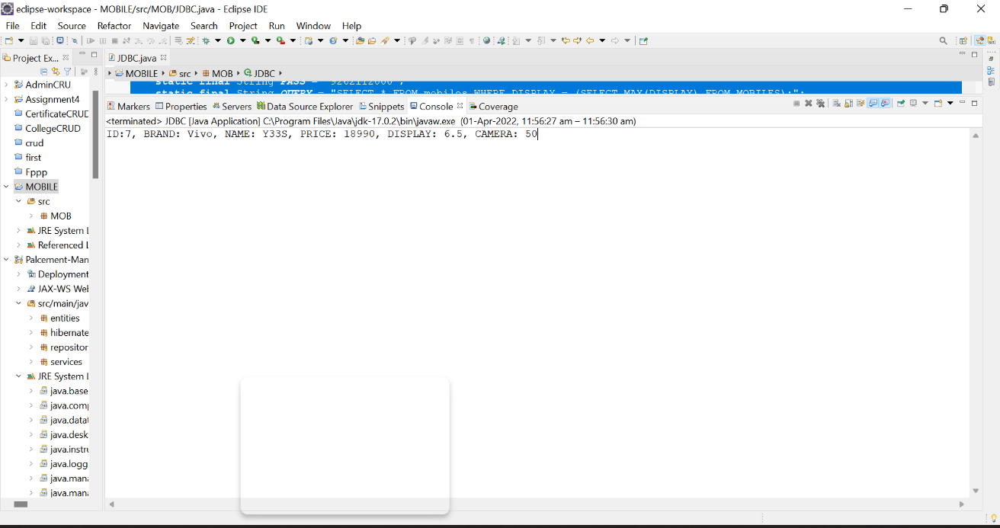 eclipse-workspace - MOBILE/src/MOB/JDBC.java - Eclipse IDE
File Edit Source Refactor Navigate Search Project Run Window Help
Project Ex...
AdminCRU
Assignment4
CertificateCRUD
CollegeCRUD
crud
first
Fppp
MOBILE
src
MOB
JRE System
Referenced
Palcement-Man
Deployment
JAX-WS Wel
src/main/jav
entities
hibernate
repositor
services
JRE System
java.base
java.com
java.datat
java.desk
java.instru
java.logg
java.mana
java.mana
JDBC.java
MOBILE src MOB JDBC
static final String PASS = "9262112000";
static final String QUERY = "SELECT * FROM mobiles WHERE DISPLAY = (SELECT MAX(DISPLAY) FROM MOBILES);";
Markers Properties Servers Data Source Explorer Snippets Console Coverage
<terminated> JDBC [Java Application] C:\Program Files\Java\jdk-17.0.2\bin\javaw.exe (01-Apr-2022, 11:56:27 am – 11:56:30 am)
ID:7, BRAND: Vivo, NAME: Y33S, PRICE: 18990, DISPLAY: 6.5, CAMERA: 50